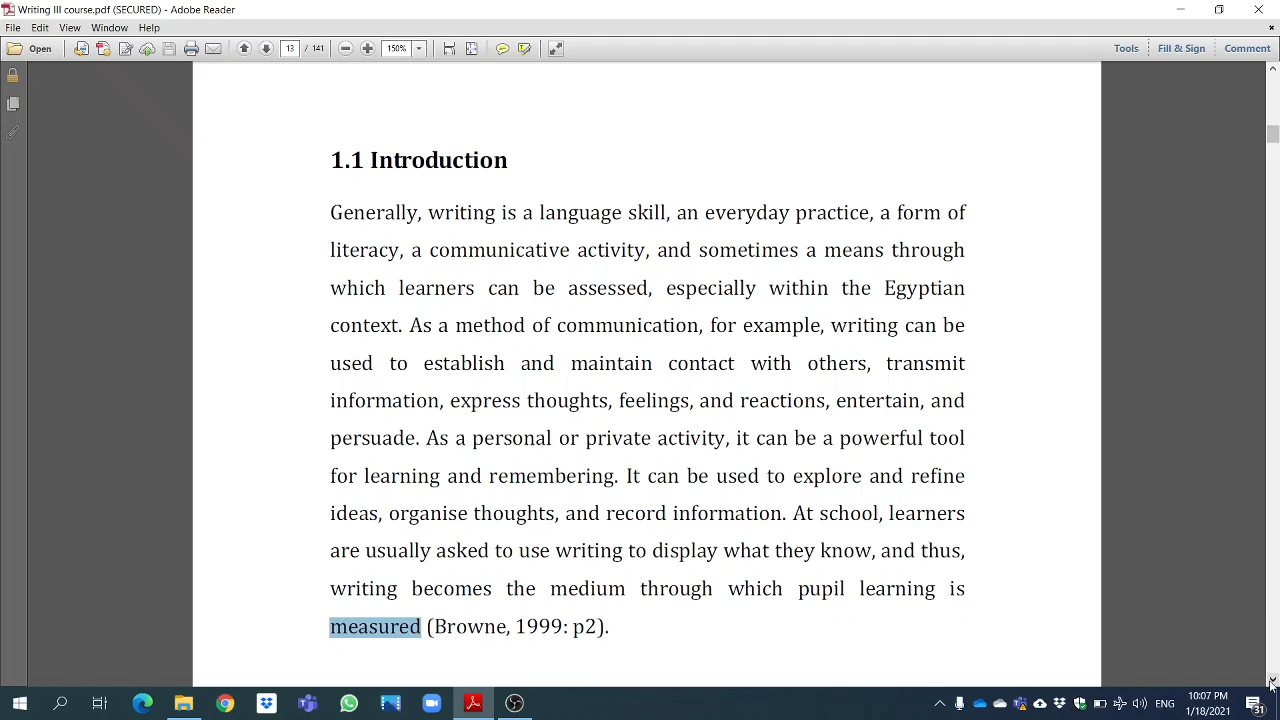 Writing III course.pdf (SECURED) - Adobe Reader
File Edit View Window Help
Open 13 / 141 150% Tools Fill & Sign Comment
1.1 Introduction
Generally, writing is a language skill, an everyday practice, a form of
literacy, a communicative activity, and sometimes a means through
which learners can be assessed, especially within the Egyptian
context. As a method of communication, for example, writing can be
used to establish and maintain contact with others, transmit
information, express thoughts, feelings, and reactions, entertain, and
persuade. As a personal or private activity, it can be a powerful tool
for learning and remembering. It can be used to explore and refine
ideas, organise thoughts, and record information. At school, learners
are usually asked to use writing to display what they know, and thus,
writing becomes the medium through which pupil learning is
measured (Browne, 1999: p2).
ENG
10:07 PM
1/18/2021
31